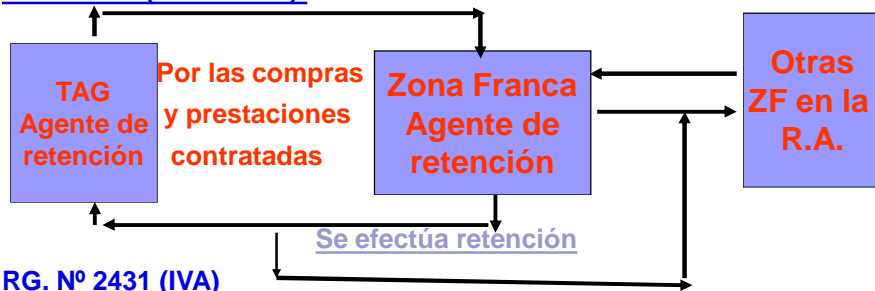 TAG
Agente de
retención
Por las compras
y prestaciones
contratadas
Zona Franca
Agente de
retención
Otras
ZF en la
R.A.
Se efectúa retención
RG. Nº 2431 (IVA)